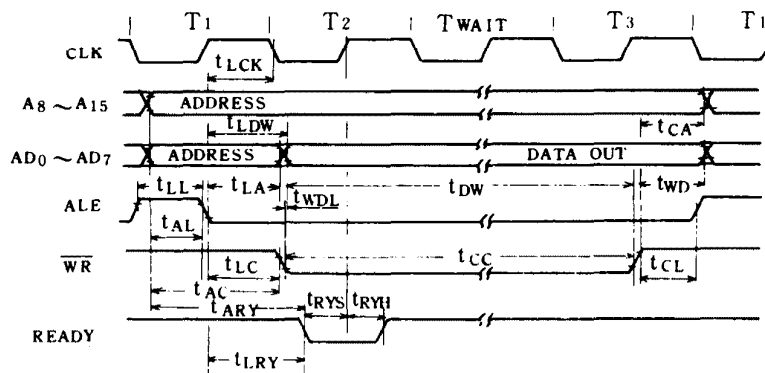 T1 T2 TWAIT T3 T1
CLK
tLCK
A8 ~ A15 ADDRESS
tLDW tCA
AD0 ~ AD7 ADDRESS DATA OUT
tLL tLA tDW tWD
ALE tWDL
tAL
WR tCC
tLC tCL
tAC
tARY tRYS tRYH
READY
tLRY